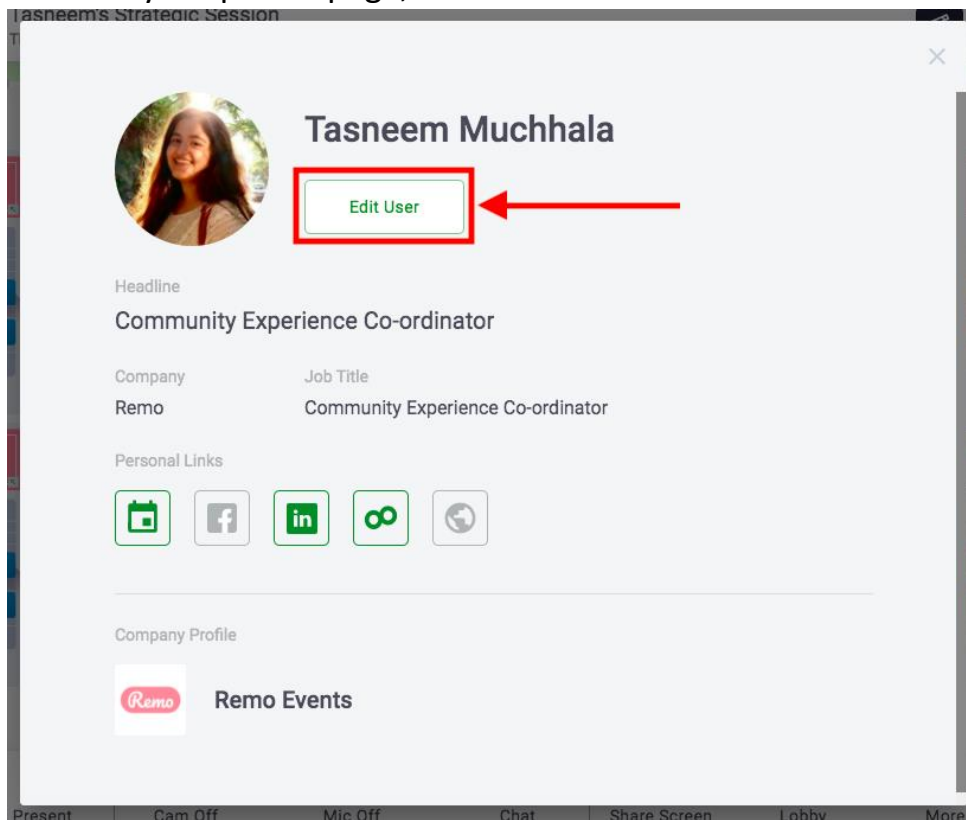 Tasneem's Strategic Session
Tasneem Muchhala
Edit User
Headline
Community Experience Co-ordinator
Company Job Title
Remo Community Experience Co-ordinator
Personal Links
in
Company Profile
Remo Remo Events
Present Cam Off Mic Off Chat Share Screen Lobby More